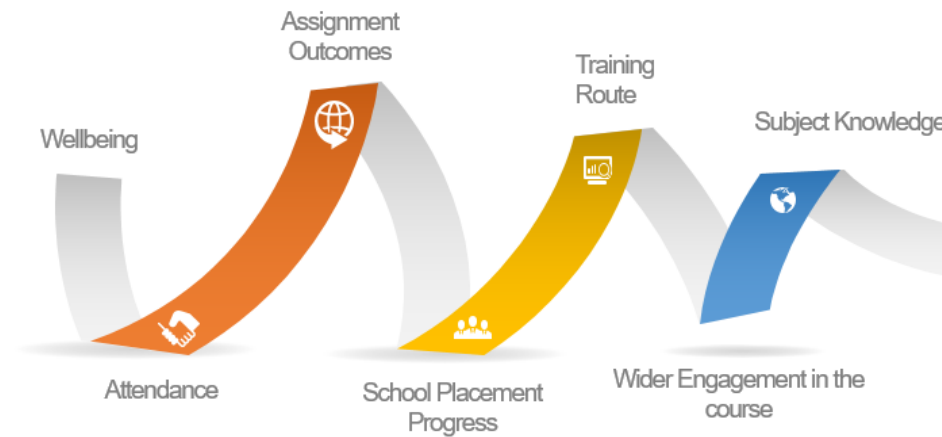 Assignment
Outcomes
Training
Route
Subject Knowledge
Wellbeing
Attendance
School Placement
Progress
Wider Engagement in the
course